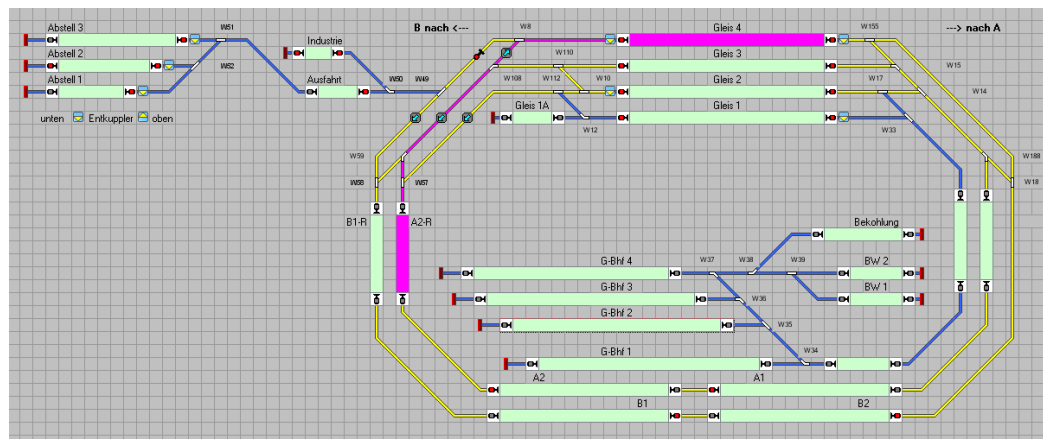 Abstell 3
W51
B nach <---
W8
Gleis 4
W155
---> nach A
Industrie
Abstell 2
W52
W110
Gleis 3
W15
Abstell 1
Ausfahrt
W50
W49
W108
W112
W10
Gleis 2
W17
W14
unten
Entkuppler
oben
Gleis 1A
Gleis 1
W12
W33
W59
W188
W58
W57
W18
B1-R
A2-R
Bekohlung
G-Bhf 4
W37
W38
W39
BW 2
G-Bhf 3
W36
BW 1
G-Bhf 2
W35
G-Bhf 1
W34
A2
A1
B1
B2